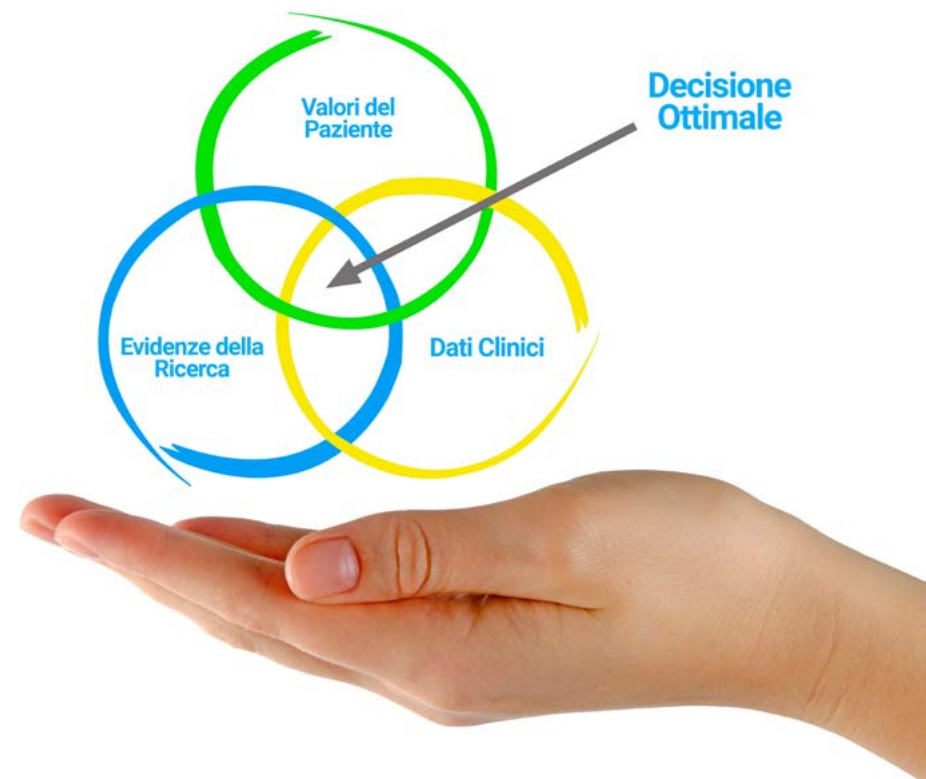 Valori del
Paziente
Decisione
Ottimale
Evidenze della
Ricerca
Dati Clinici